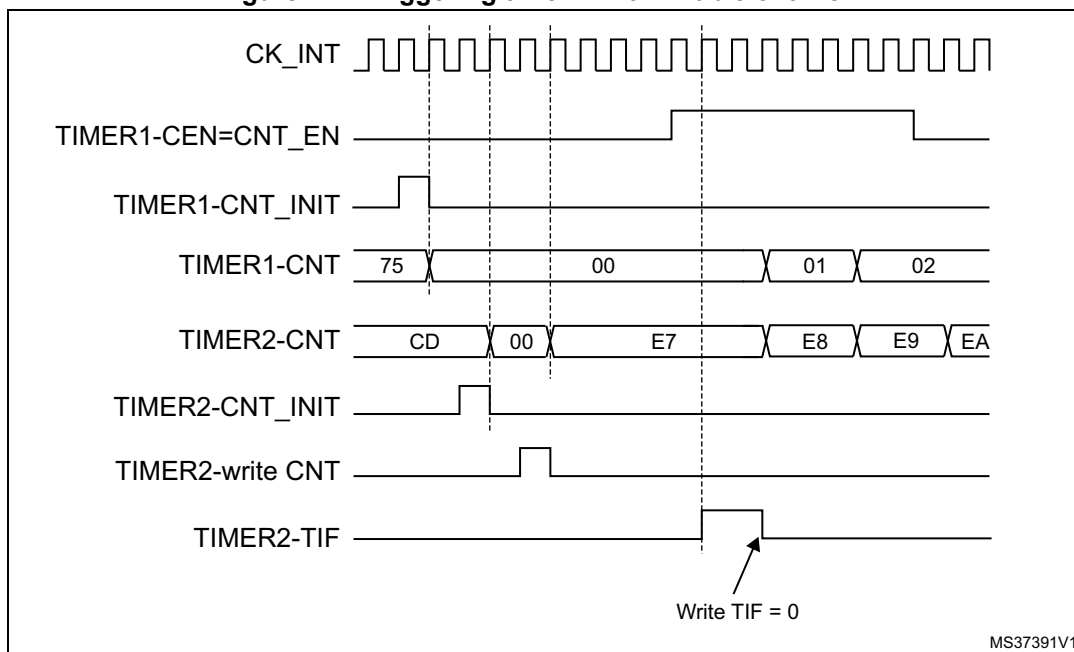 CK_INT
TIMER1-CEN=CNT_EN
TIMER1-CNT_INIT
TIMER1-CNT 75 00 01 02
TIMER2-CNT CD 00 E7 E8 E9 EA
TIMER2-CNT_INIT
TIMER2-write CNT
TIMER2-TIF
Write TIF = 0
MS37391V1